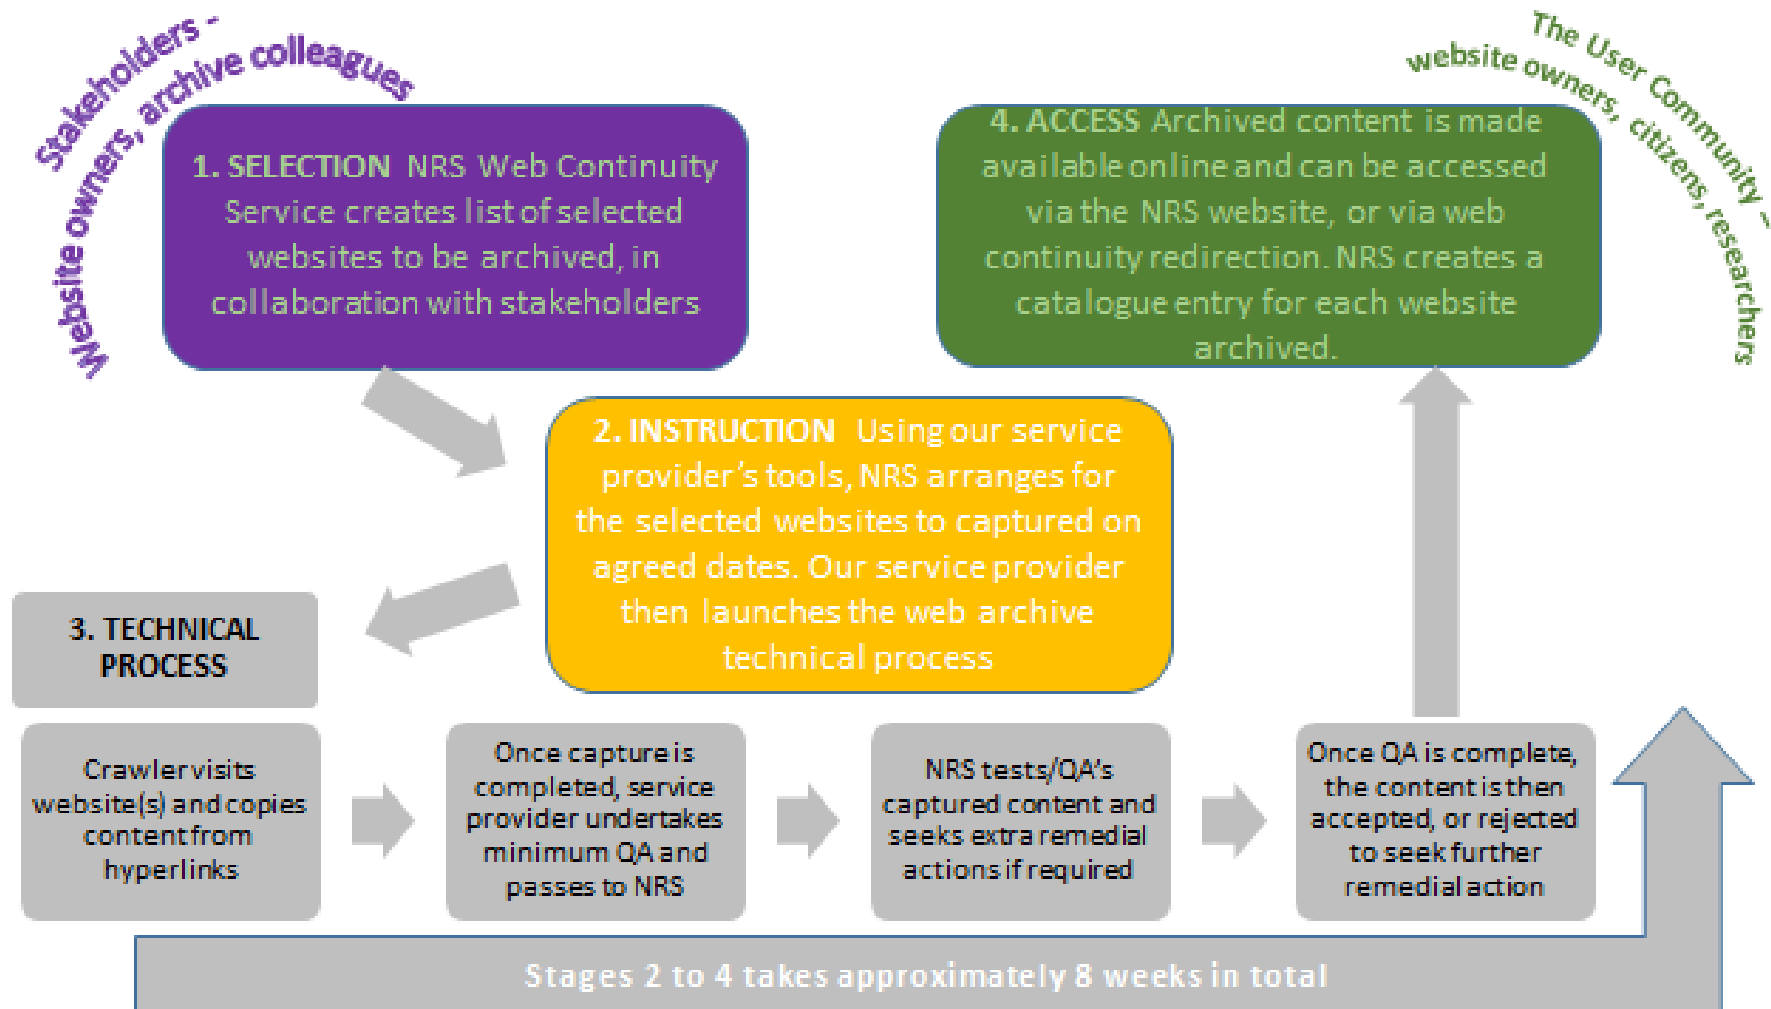 Stakeholders -
Website owners, archive colleagues
1. SELECTION NRS Web Continuity
Service creates list of selected
websites to be archived, in
collaboration with stakeholders
The User Community –
website owners, citizens, researchers
4. ACCESS Archived content is made
available online and can be accessed
via the NRS website, or via web
continuity redirection. NRS creates a
catalogue entry for each website
archived.
2. INSTRUCTION Using our service
provider’s tools, NRS arranges for
the selected websites to captured on
agreed dates. Our service provider
then launches the web archive
technical process
3. TECHNICAL
PROCESS
Crawler visits
website(s) and copies
content from
hyperlinks
Once capture is
completed, service
provider undertakes
minimum QA and
passes to NRS
NRS tests/QA’s
captured content and
seeks extra remedial
actions if required
Once QA is complete,
the content is then
accepted, or rejected
to seek further
remedial action
Stages 2 to 4 takes approximately 8 weeks in total